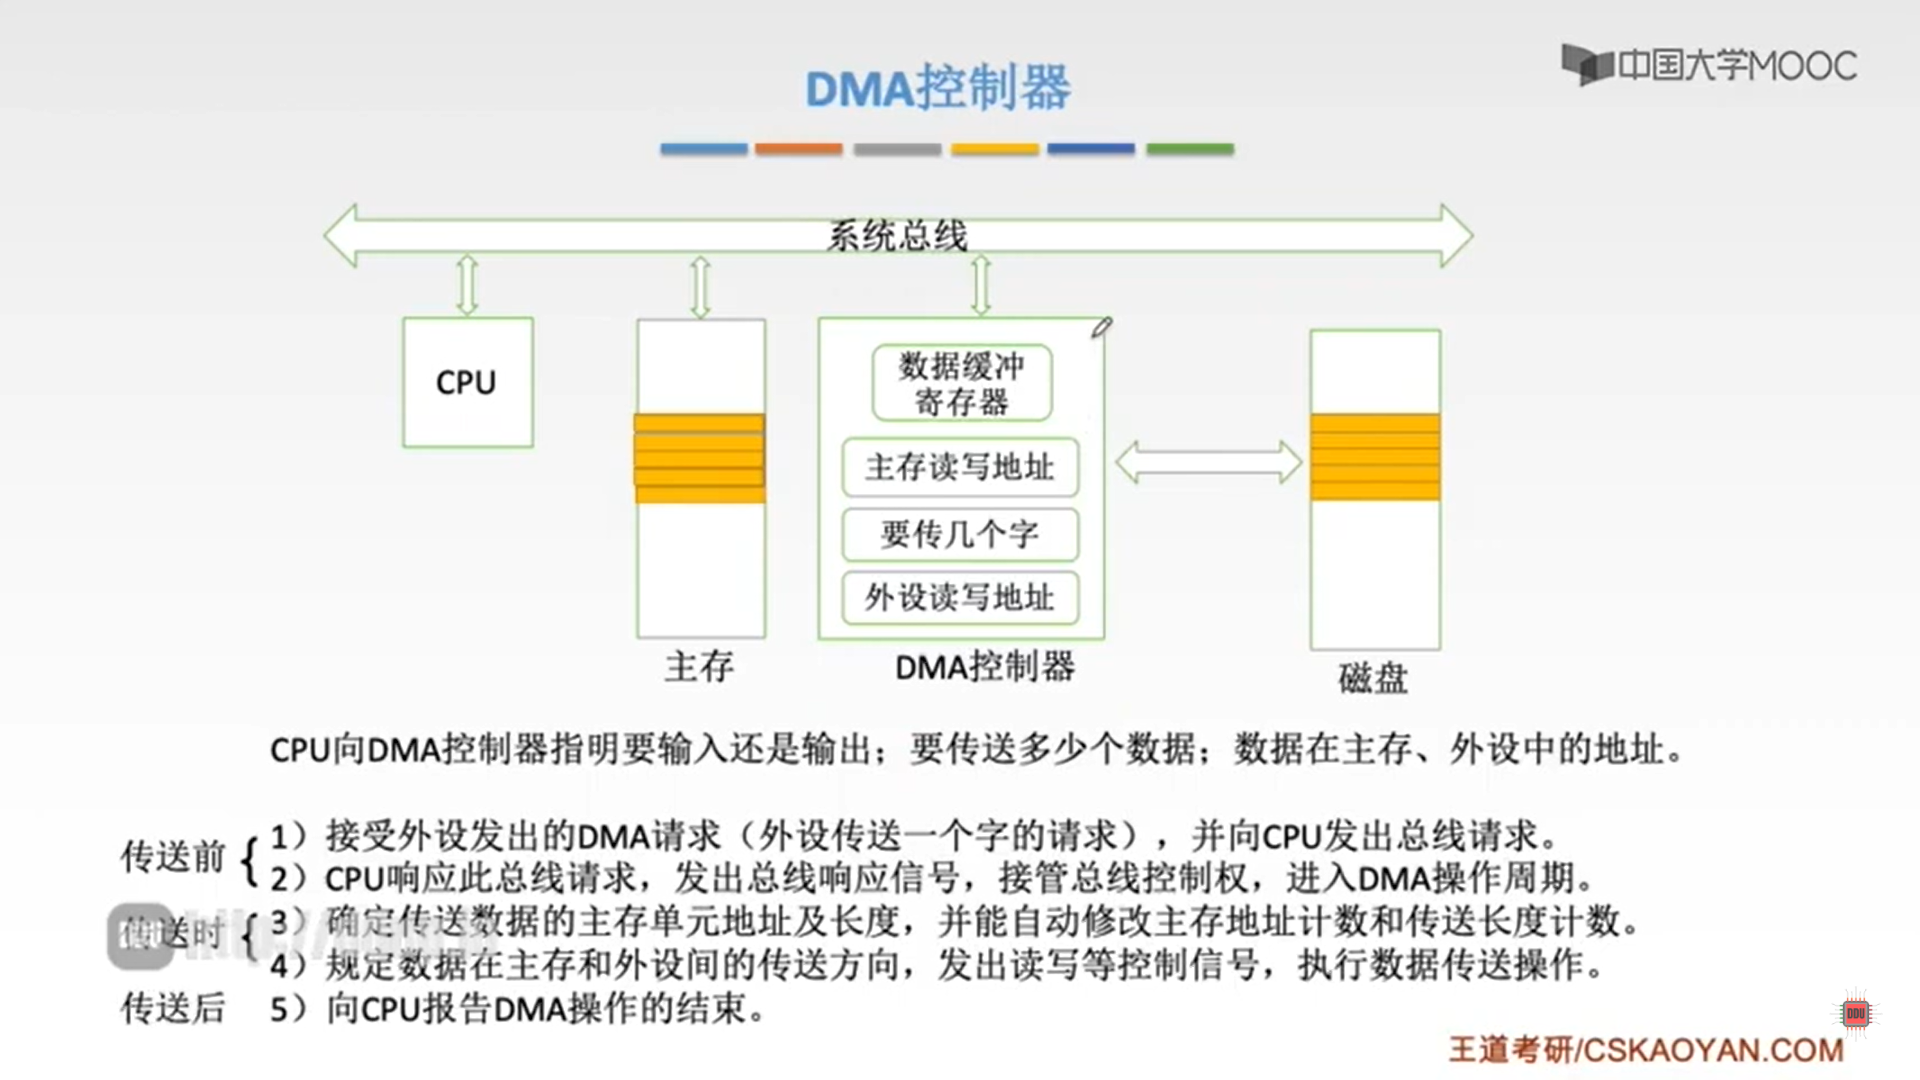 DMA控制器
中国大学MOOC
系统总线
CPU
数据缓冲
寄存器
主存读写地址
要传几个字
外设读写地址
主存
DMA控制器
磁盘
CPU向DMA控制器指明要输入还是输出；要传送多少个数据；数据在主存、外设中的地址。
传送前
1）接受外设发出的DMA请求（外设传送一个字的请求），并向CPU发出总线请求。
2）CPU响应此总线请求，发出总线响应信号，接管总线控制权，进入DMA操作周期。
传送时
3）确定传送数据的主存单元地址及长度，并能自动修改主存地址计数和传送长度计数。
4）规定数据在主存和外设间的传送方向，发出读写等控制信号，执行数据传送操作。
传送后
5）向CPU报告DMA操作的结束。
DDU
王道考研/CSKAOYAN.COM